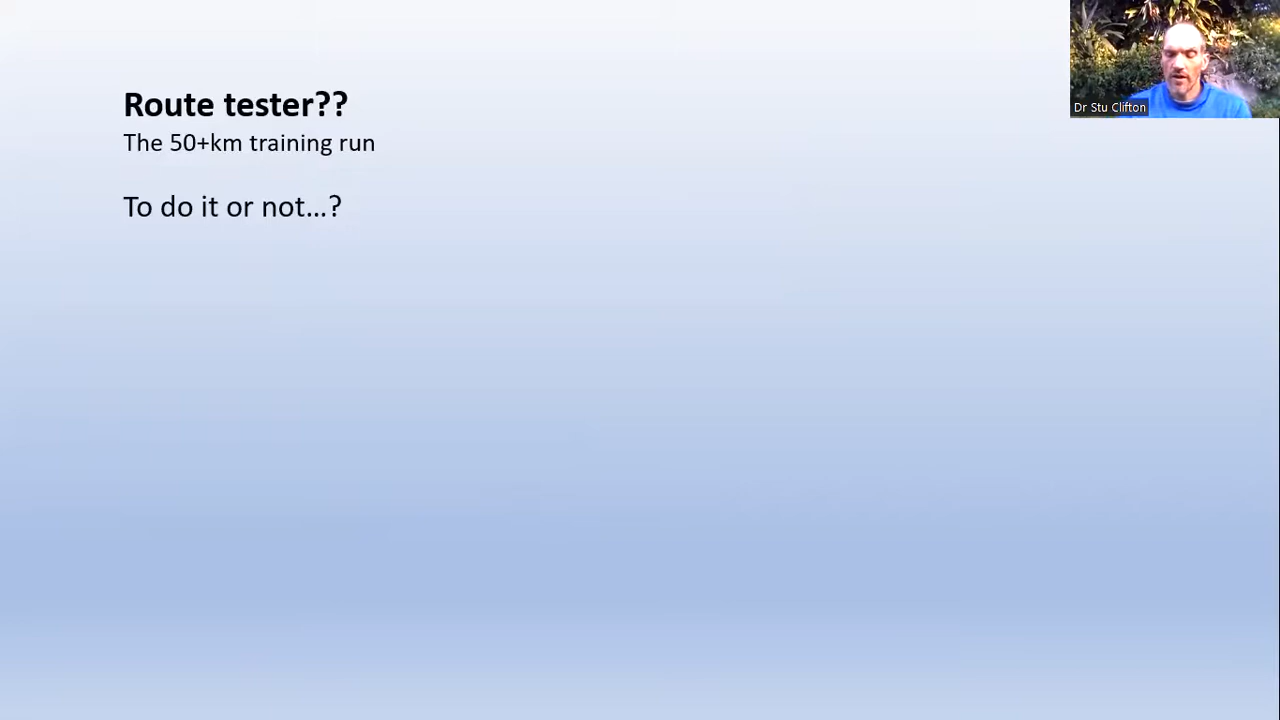 Route tester??
The 50+km training run
To do it or not...?
Dr Stu Clifton